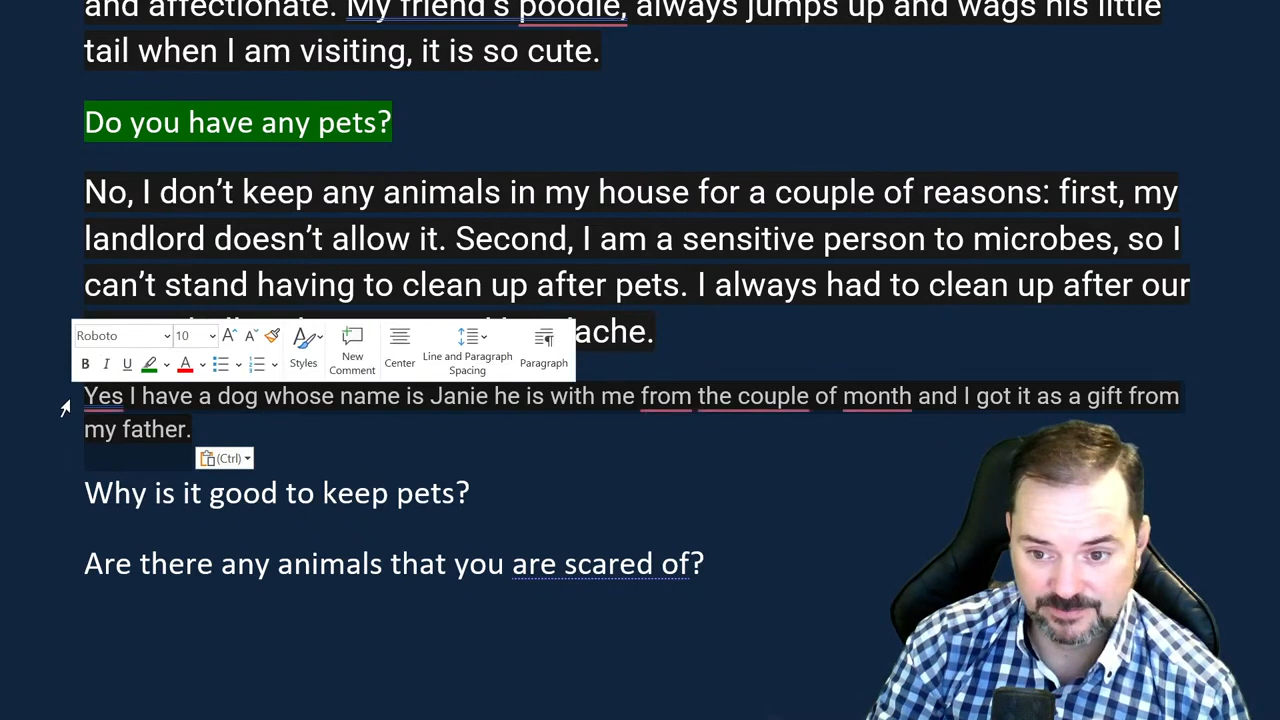 and affectionate. My friend's poodle, always jumps up and wags his little
tail when I am visiting, it is so cute.
Do you have any pets?
No, I don't keep any animals in my house for a couple of reasons: first, my
landlord doesn't allow it. Second, I am a sensitive person to microbes, so I
can't stand having to clean up after pets. I always had to clean up after our
ache.
Roboto 10 A A Styles New Comment Center Line and Paragraph Spacing Paragraph
B I U A
Yes I have a dog whose name is Janie he is with me from the couple of month and I got it as a gift from
my father.
(Ctrl)
Why is it good to keep pets?
Are there any animals that you are scared of?